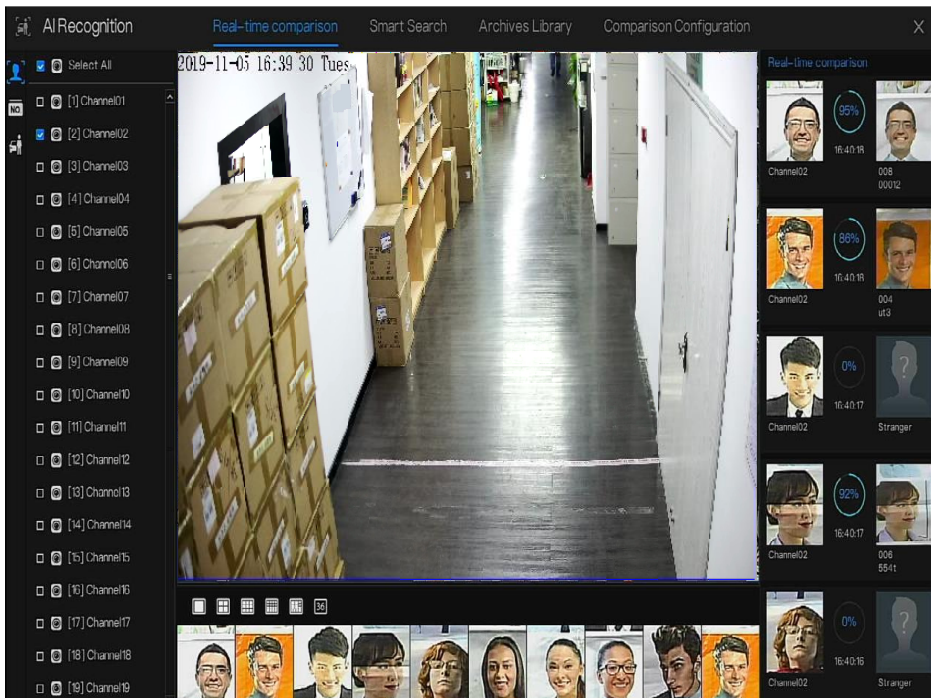 AI Recognition
Real-time comparison
Smart Search
Archives Library
Comparison Configuration
X
Select All
NO.
[1] Channel01
[2] Channel02
[3] Channel03
[4] Channel04
[5] Channel05
[6] Channel06
[7] Channel07
[8] Channel08
[9] Channel09
[10] Channel10
[11] Channel11
[12] Channel12
[13] Channel13
[14] Channel14
[15] Channel15
[16] Channel16
[17] Channel17
[18] Channel18
[19] Channel19
2019-11-05 16:39 30 Tues
36
Real-time comparison
95%
16:40:18
Channel02
008
00012
86%
16:40:18
Channel02
004
ut3
0%
16:40:17
Channel02
?
Stranger
92%
16:40:17
Channel02
006
554t
0%
16:40:16
Channel02
?
Stranger